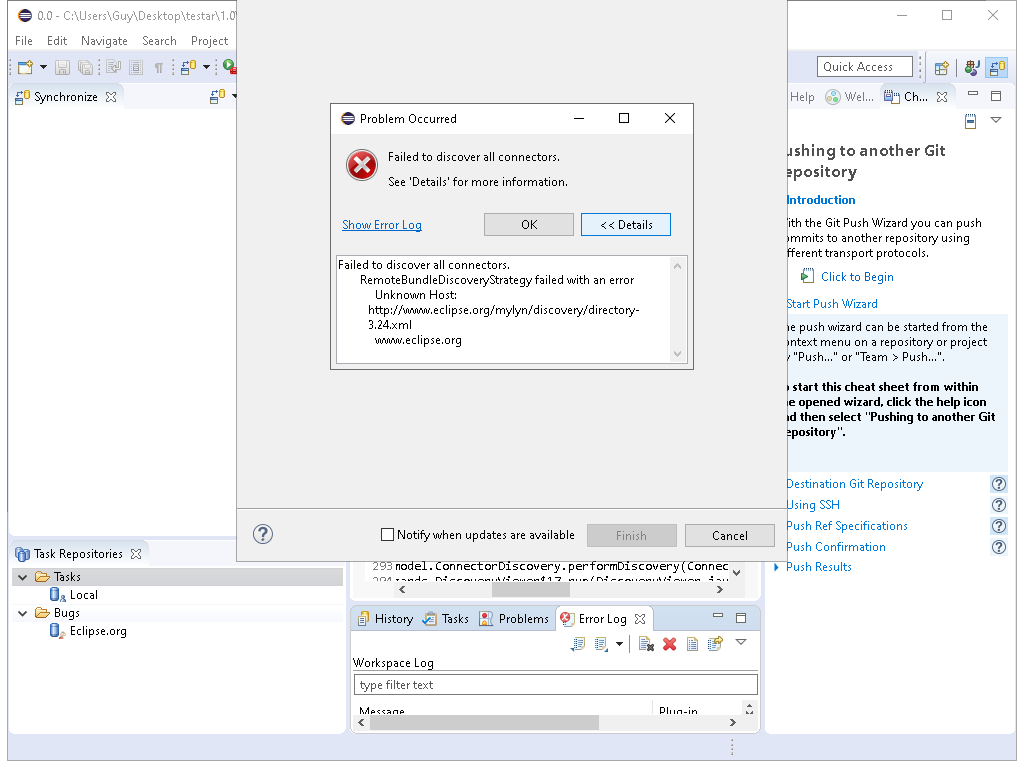 0.0 - C:\Users\Guy\Desktop\testar\1.0
File Edit Navigate Search Project
Quick Access
Synchronize
Help Wel... Ch...
Problem Occurred
Failed to discover all connectors.
See 'Details' for more information.
Show Error Log OK << Details
Failed to discover all connectors.
RemoteBundleDiscoveryStrategy failed with an error
Unknown Host:
http://www.eclipse.org/mylyn/discovery/directory-
3.24.xml
www.eclipse.org
Notify when updates are available Finish Cancel
ushing to another Git
epository
Introduction
ith the Git Push Wizard you can push
ommits to another repository using
fferent transport protocols.
Click to Begin
Start Push Wizard
he push wizard can be started from the
ontext menu on a repository or project
y "Push..." or "Team > Push...".
o start this cheat sheet from within
he opened wizard, click the help icon
nd then select "Pushing to another Git
epository".
Destination Git Repository
Using SSH
Push Ref Specifications
Push Confirmation
Push Results
Task Repositories
Tasks
Local
Bugs
Eclipse.org
293 model.ConnectorDiscovery.performDiscovery(Connec
294 ands.DiscoveryViewer$13.run(DiscoveryViewer.jav
History Tasks Problems Error Log
Workspace Log
type filter text
Message Plug-in